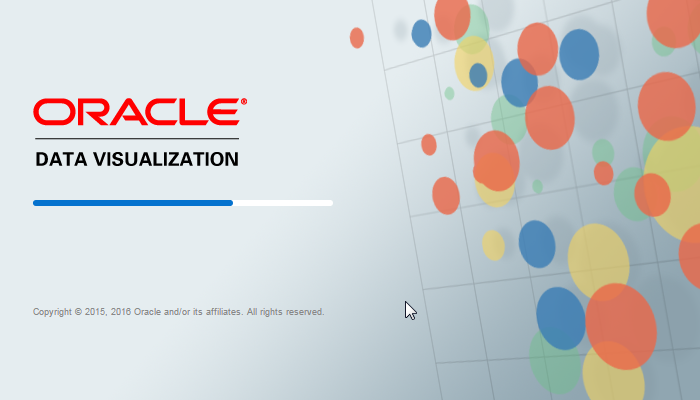 ORACLE®
DATA VISUALIZATION
Copyright © 2015, 2016 Oracle and/or its affiliates. All rights reserved.